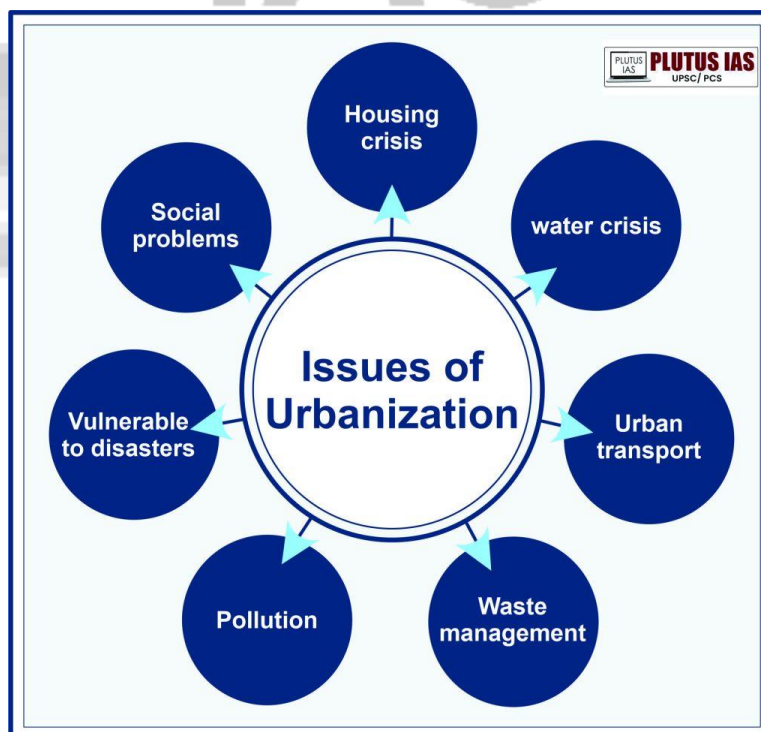 PLUTUS
IAS
PLUTUS IAS
UPSC/ PCS
Housing
crisis
water crisis
Urban
transport
Waste
management
Pollution
Vulnerable
to disasters
Social
problems
Issues of
Urbanization